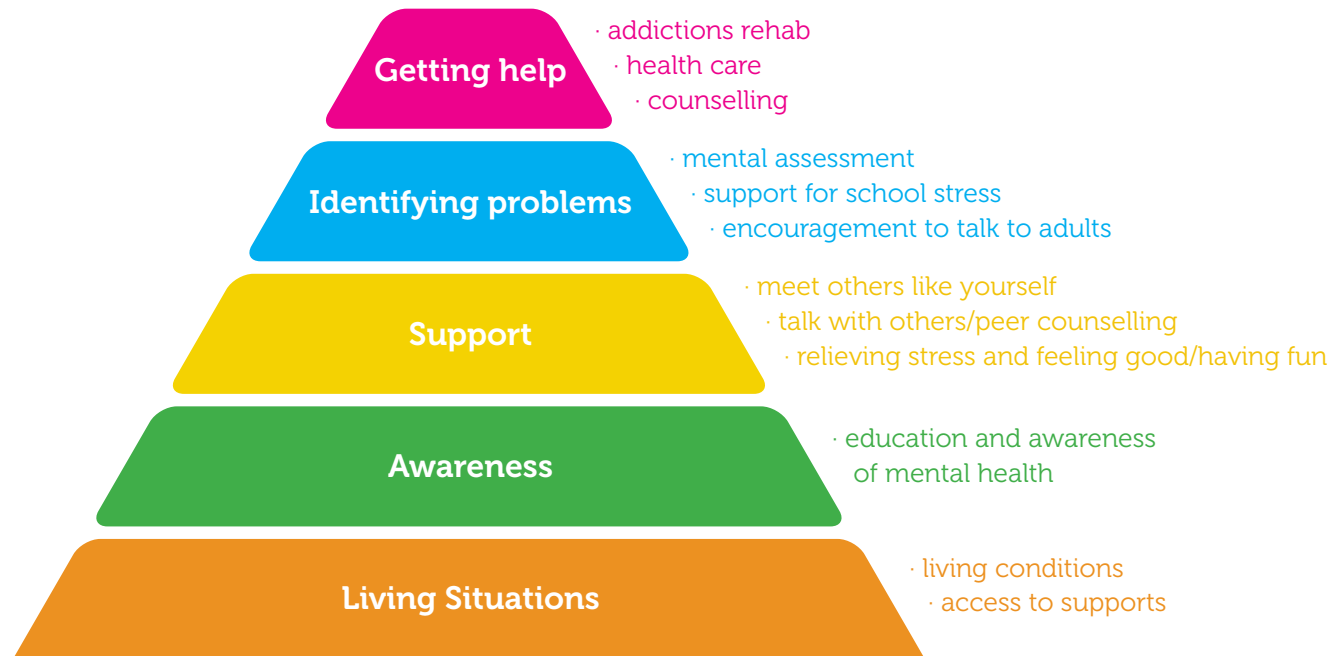 Getting help
· addictions rehab
· health care
· counselling
Identifying problems
· mental assessment
· support for school stress
· encouragement to talk to adults
Support
· meet others like yourself
· talk with others/peer counselling
· relieving stress and feeling good/having fun
Awareness
· education and awareness
of mental health
Living Situations
· living conditions
· access to supports